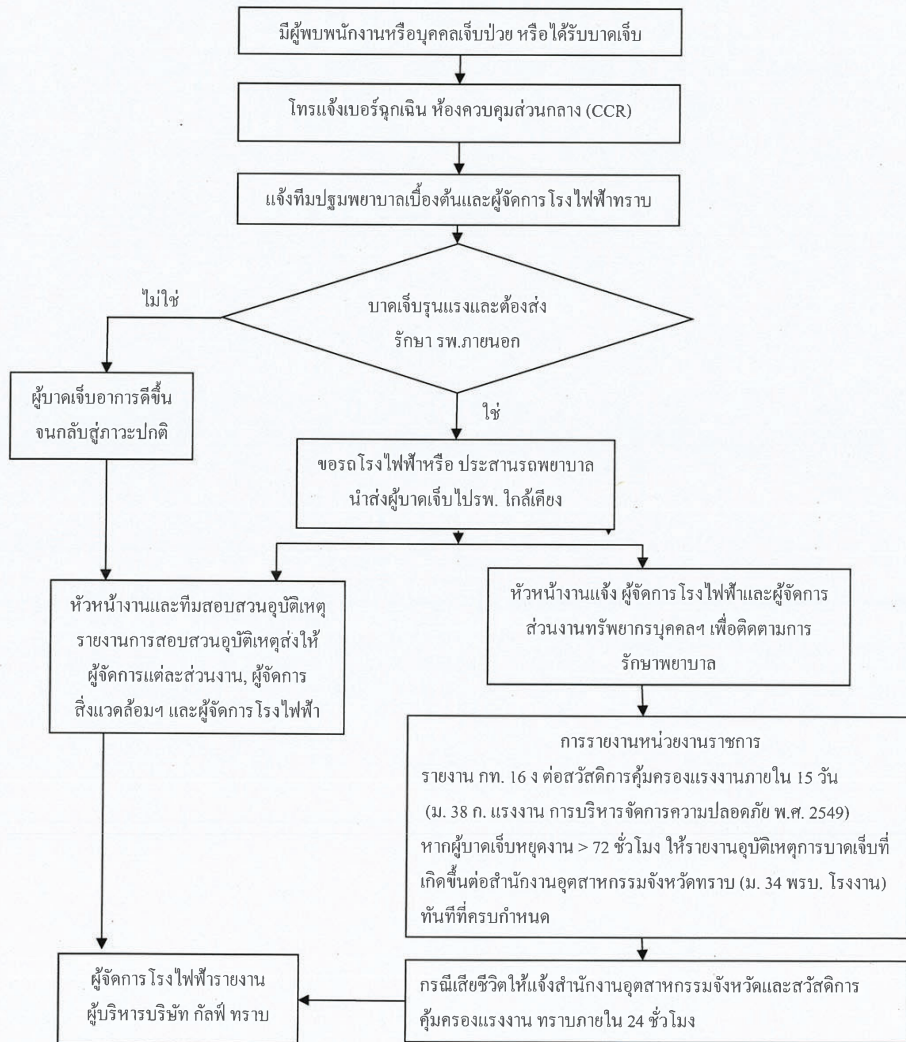 มีผู้พบพนักงานหรือบุคคลเจ็บป่วย หรือได้รับบาดเจ็บ
โทรแจ้งเบอร์ฉุกเฉิน ห้องควบคุมส่วนกลาง (CCR)
แจ้งทีมปฐมพยาบาลเบื้องต้นและผู้จัดการโรงไฟฟ้าทราบ
บาดเจ็บรุนแรงและต้องส่ง
รักษา รพ.ภายนอก
ไม่ใช่
ผู้บาดเจ็บอาการดีขึ้น
จนกลับสู่ภาวะปกติ
ใช่
ขอรถโรงไฟฟ้าหรือ ประสานรถพยาบาล
นำส่งผู้บาดเจ็บไปรพ. ใกล้เคียง
หัวหน้างานและทีมสอบสวนอุบัติเหตุ
รายงานการสอบสวนอุบัติเหตุส่งให้
ผู้จัดการแต่ละส่วนงาน, ผู้จัดการ
สิ่งแวดล้อมฯ และผู้จัดการโรงไฟฟ้า
หัวหน้างานแจ้ง ผู้จัดการโรงไฟฟ้าและผู้จัดการ
ส่วนงานทรัพยากรบุคคลฯ เพื่อติดตามการ
รักษาพยาบาล
การรายงานหน่วยงานราชการ
รายงาน กท. 16 ง ต่อสวัสดิการคุ้มครองแรงงานภายใน 15 วัน
(ม. 38 ก. แรงงาน การบริหารจัดการความปลอดภัย พ.ศ. 2549)
หากผู้บาดเจ็บหยุดงาน > 72 ชั่วโมง ให้รายงานอุบัติเหตุการบาดเจ็บที่
เกิดขึ้นต่อสำนักงานอุตสาหกรรมจังหวัดทราบ (ม. 34 พรบ. โรงงาน)
ทันทีที่ครบกำหนด
ผู้จัดการโรงไฟฟ้ารายงาน
ผู้บริหารบริษัท กัลฟ์ ทราบ
กรณีเสียชีวิตให้แจ้งสำนักงานอุตสาหกรรมจังหวัดและสวัสดิการ
คุ้มครองแรงงาน ทราบภายใน 24 ชั่วโมง